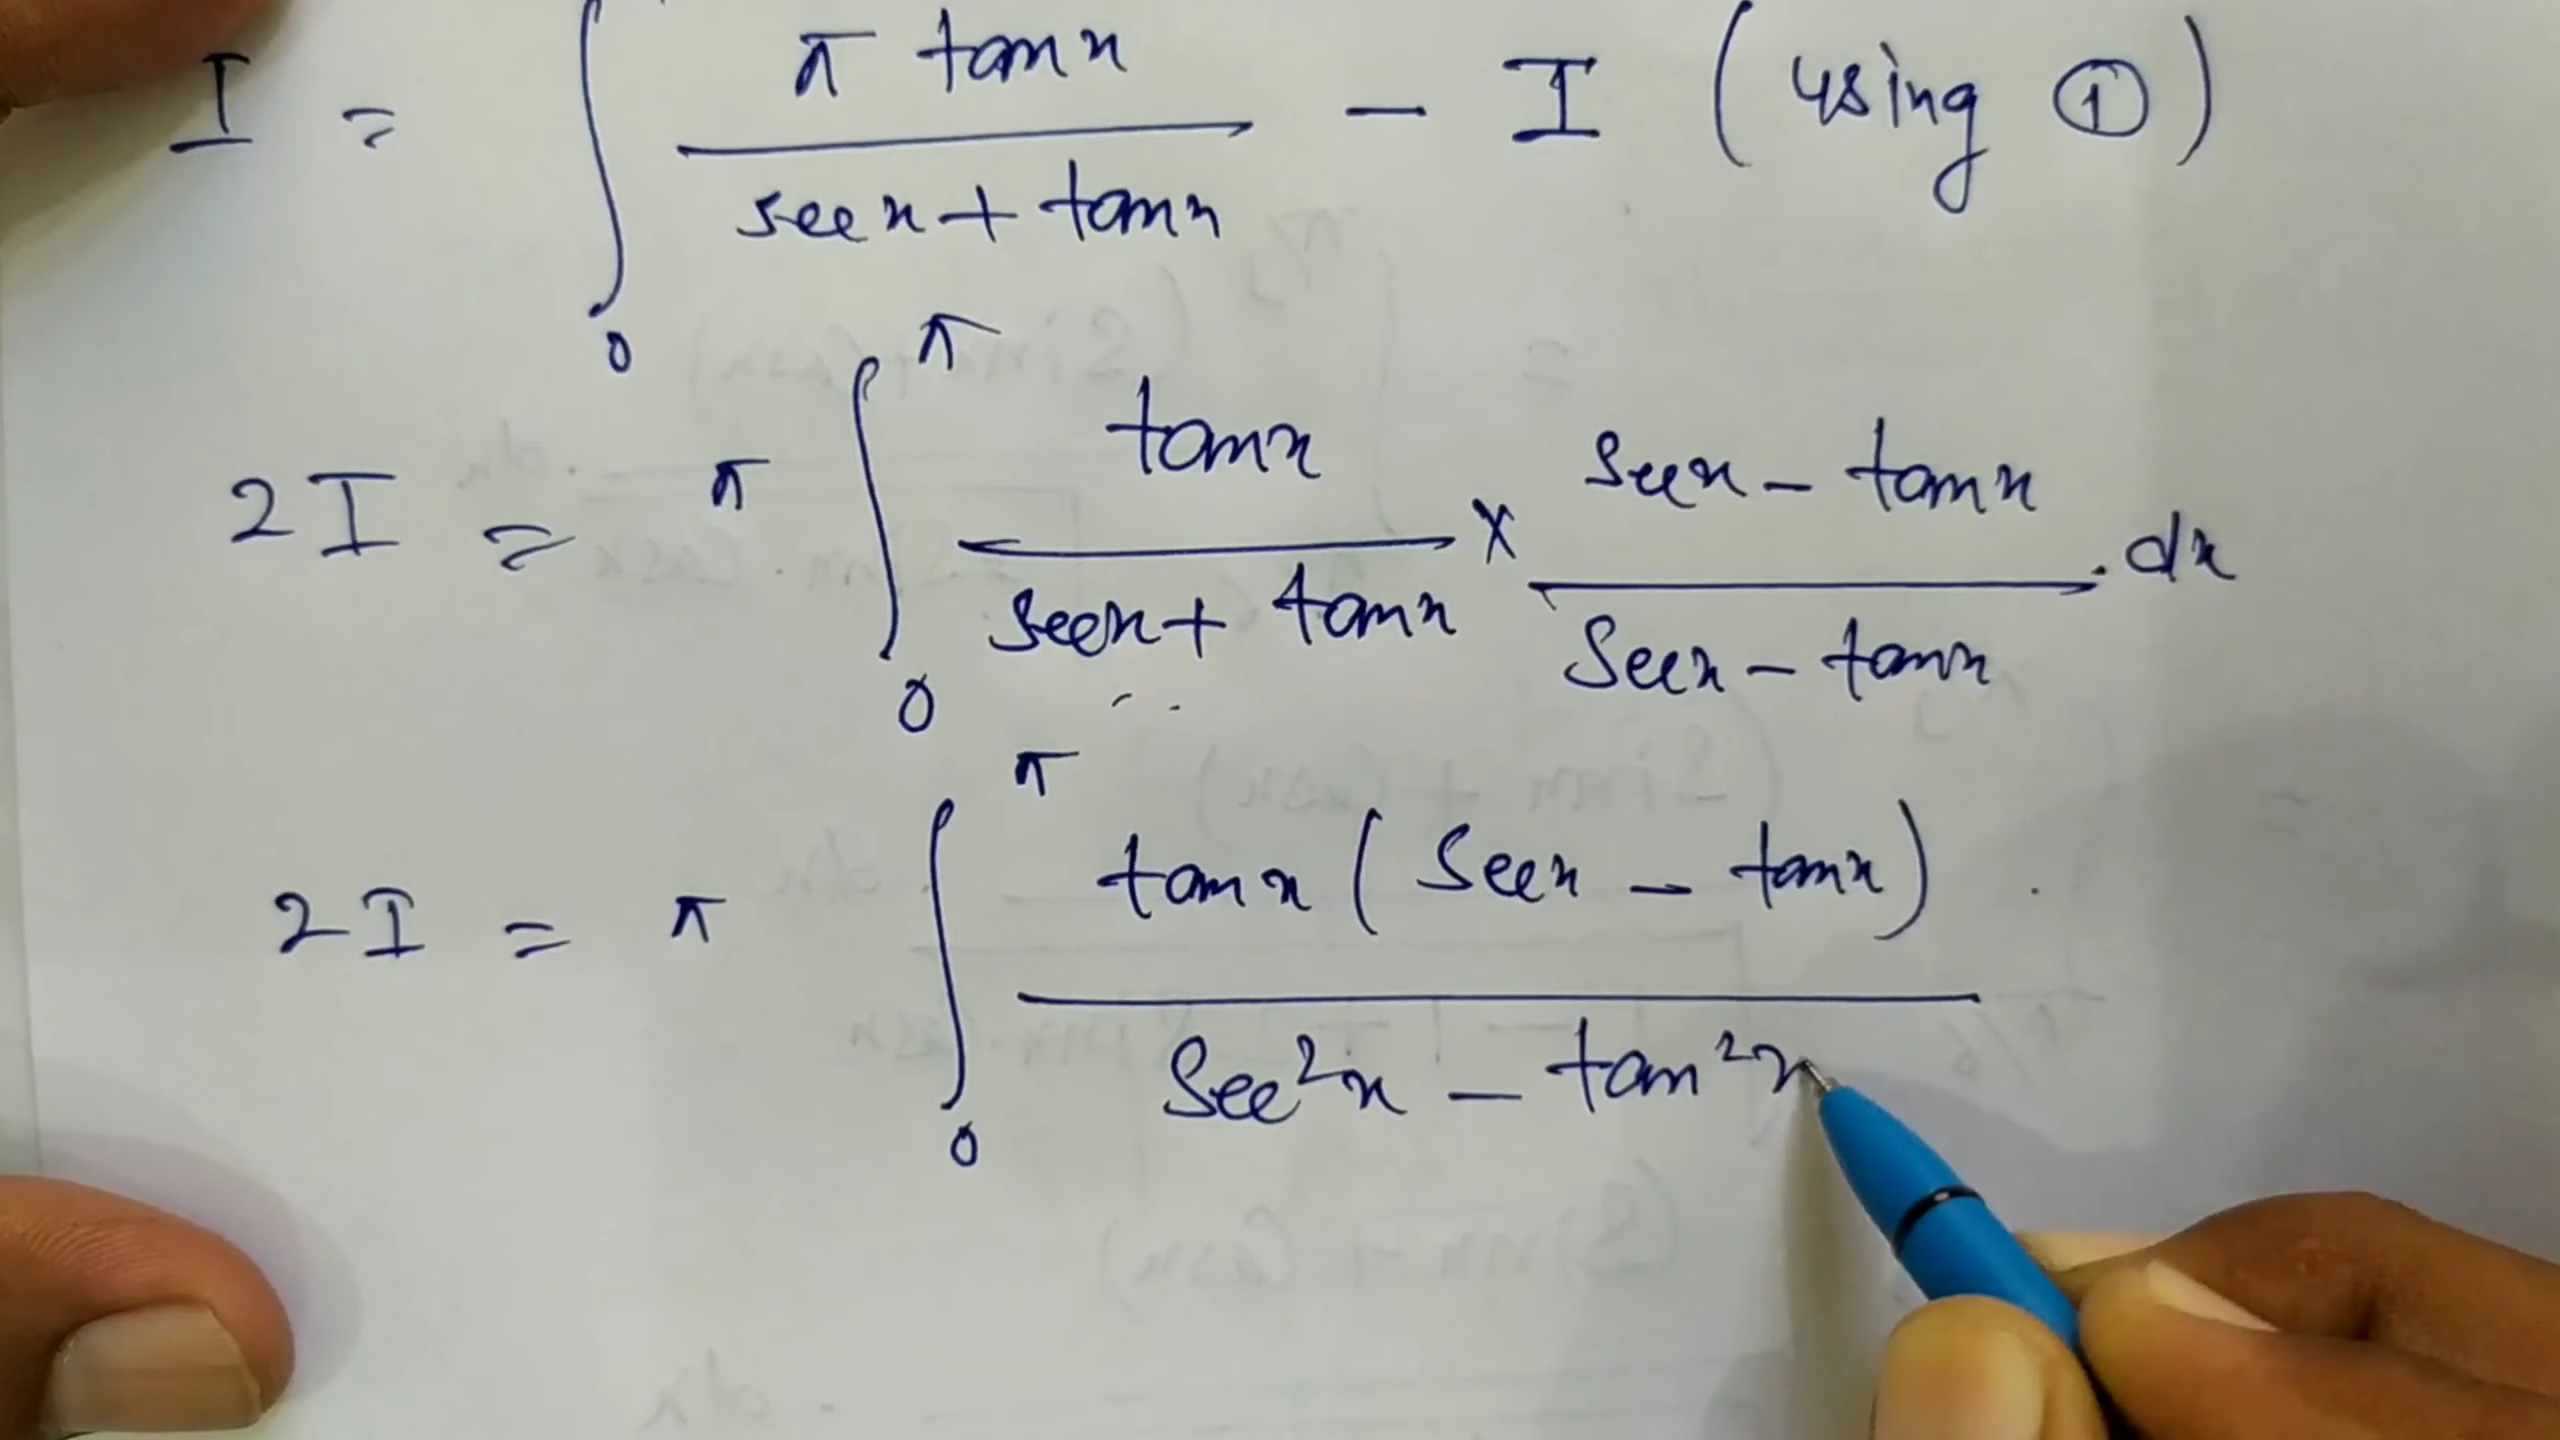 I = ∫₀ π tanx / secx + tanx − I (using ①)
2I = π ∫₀^π tanx / secx + tanx × secx − tanx / secx − tanx . dx
2I = π ∫₀^π tanx (secx − tanx) / sec²x − tan²x